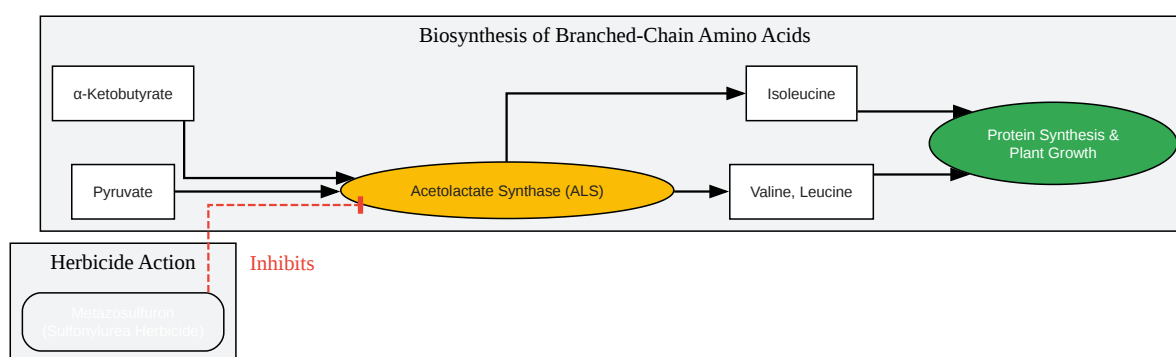 Biosynthesis of Branched-Chain Amino Acids
α-Ketobutyrate
Isoleucine
Protein Synthesis &
Plant Growth
Pyruvate
Acetolactate Synthase (ALS)
Valine, Leucine
Herbicide Action
Inhibits
Metazosulfuron
(Sulfonylurea Herbicide)